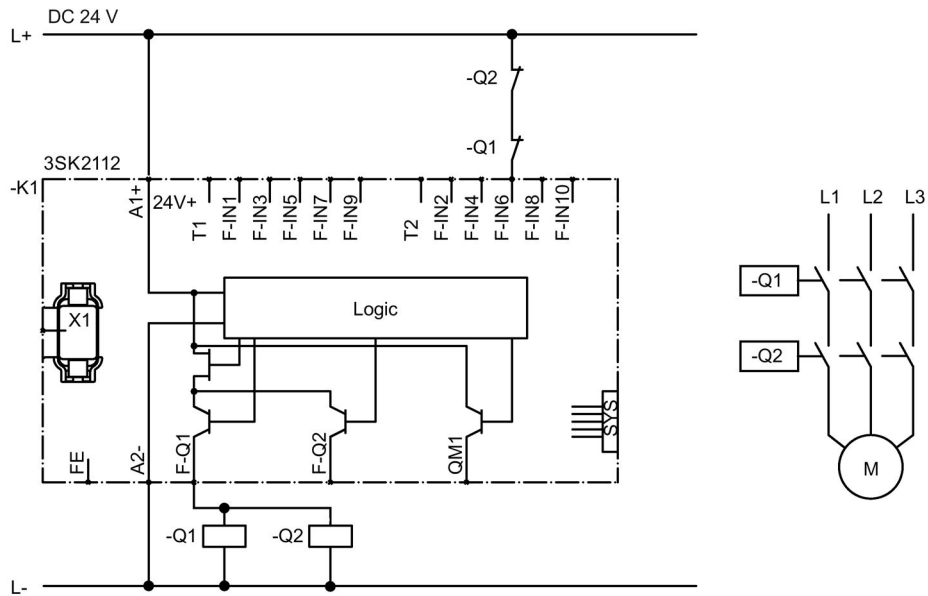 DC 24 V
L+
-Q2
-Q1
3SK2112
-K1
A1+
24V+
T1
F-IN1
F-IN3
F-IN5
F-IN7
F-IN9
T2
F-IN2
F-IN4
F-IN6
F-IN8
F-IN10
L1 L2 L3
X1
Logic
-Q1
-Q2
SYS
FE
A2-
F-Q1
F-Q2
QM1
M
-Q1
-Q2
L-